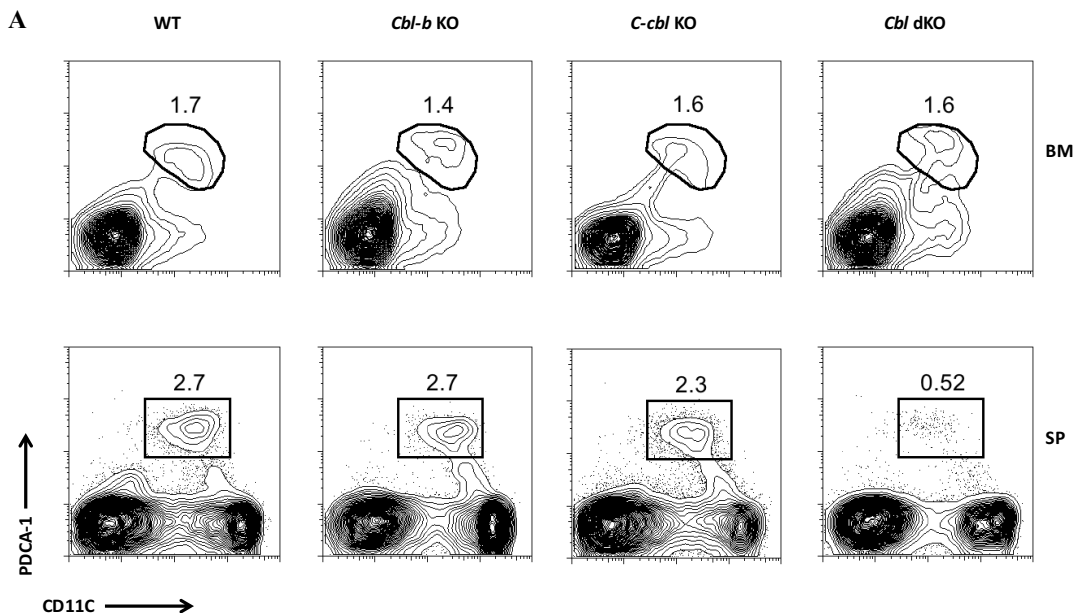 A
WT Cbl-b KO C-cbl KO Cbl dKO
1.7 1.4 1.6 1.6
BM
2.7 2.7 2.3 0.52
SP
PDCA-1
CD11C